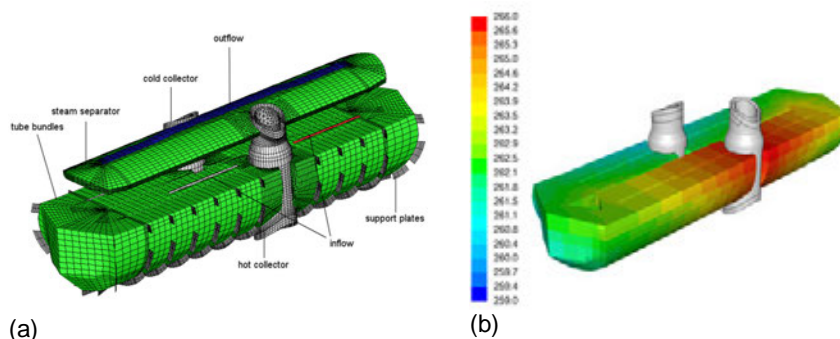 outflow
cold collector
steam separator
tube bundles
support plates
inflow
hot collector
(a)
266.0
265.6
265.3
265.0
264.6
264.2
263.9
263.5
263.2
262.9
262.5
262.1
261.8
261.5
261.1
260.8
260.4
260.0
259.7
259.4
259.0
(b)